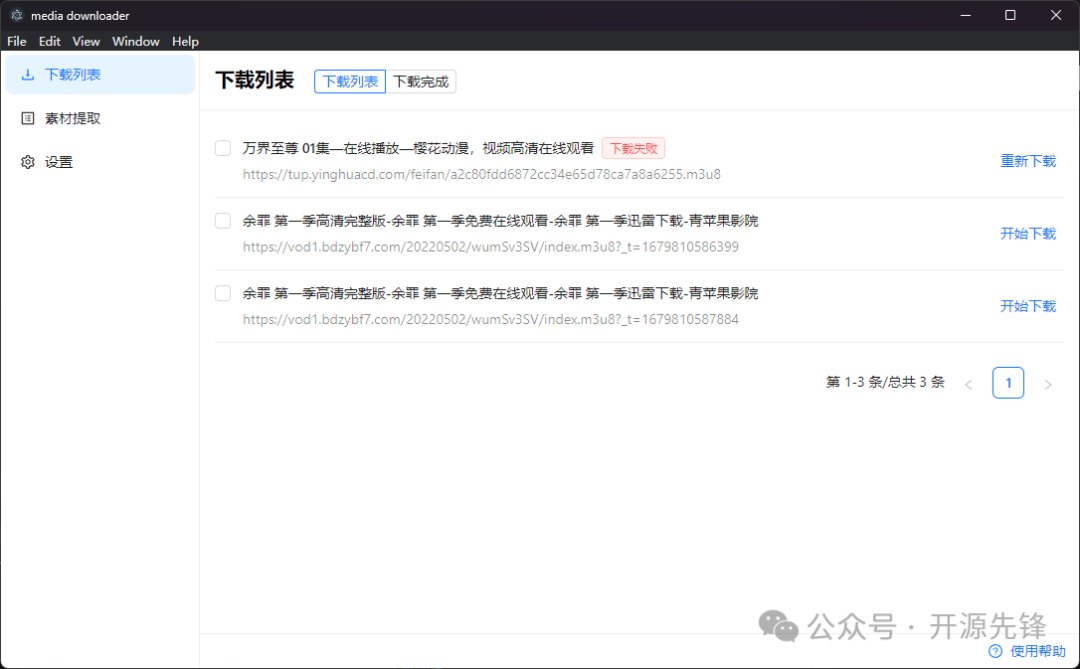 media downloader
File Edit View Window Help
下载列表
素材提取
设置
下载列表 下载列表 下载完成
万界至尊 01集—在线播放—樱花动漫，视频高清在线观看 下载失败
https://tup.yinghuacd.com/feifan/a2c80fdd6872cc34e65d78ca7a8a6255.m3u8
重新下载
余罪 第一季高清完整版-余罪 第一季免费在线观看-余罪 第一季迅雷下载-青苹果影院
https://vod1.bdzybf7.com/20220502/wumSv3SV/index.m3u8?_t=1679810586399
开始下载
余罪 第一季高清完整版-余罪 第一季免费在线观看-余罪 第一季迅雷下载-青苹果影院
https://vod1.bdzybf7.com/20220502/wumSv3SV/index.m3u8?_t=1679810587884
开始下载
第 1-3 条/总共 3 条 < 1 >
公众号 · 开源先锋
使用帮助